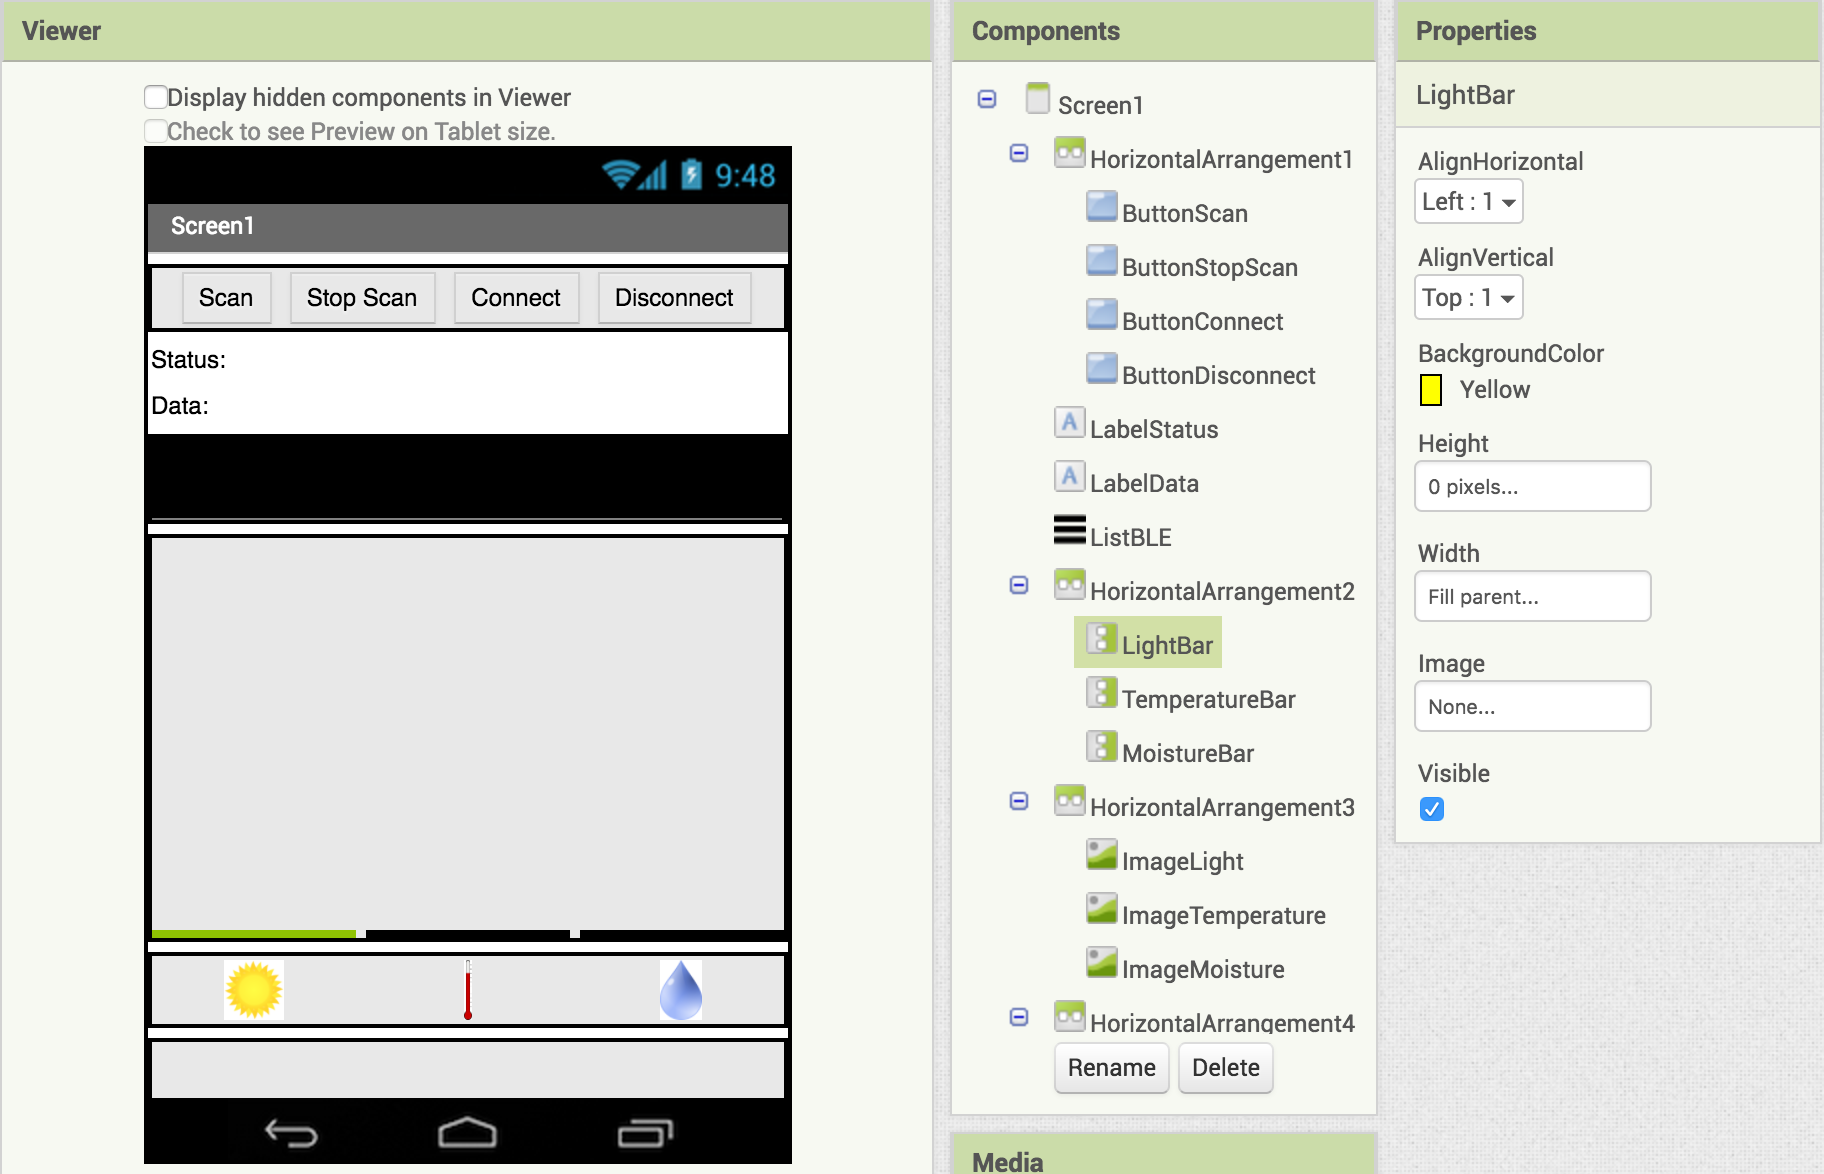 Viewer
Display hidden components in Viewer
Check to see Preview on Tablet size.
9:48
Screen1
Scan
Stop Scan
Connect
Disconnect
Status:
Data:
Components
Screen1
HorizontalArrangement1
ButtonScan
ButtonStopScan
ButtonConnect
ButtonDisconnect
LabelStatus
LabelData
ListBLE
HorizontalArrangement2
LightBar
TemperatureBar
MoistureBar
HorizontalArrangement3
ImageLight
ImageTemperature
ImageMoisture
HorizontalArrangement4
Rename
Delete
Media
Properties
LightBar
AlignHorizontal
Left : 1
AlignVertical
Top : 1
BackgroundColor
Yellow
Height
0 pixels...
Width
Fill parent...
Image
None...
Visible